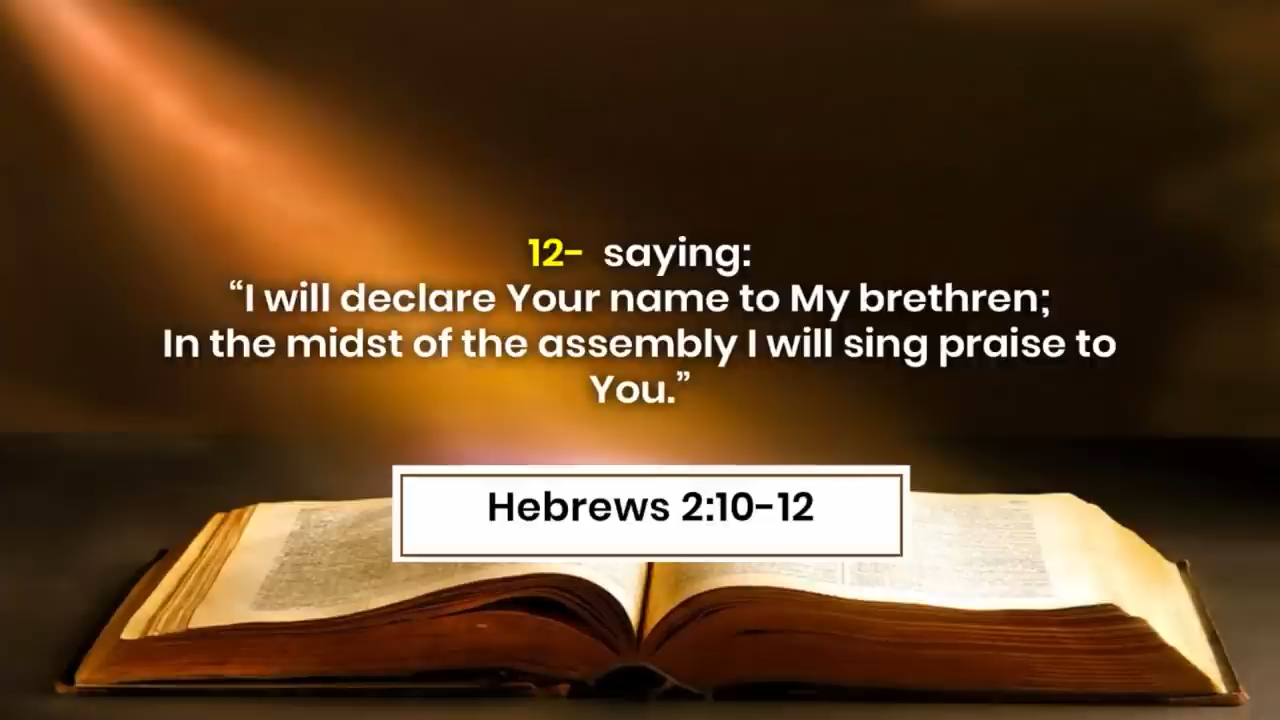 12- saying:
“I will declare Your name to My brethren;
In the midst of the assembly I will sing praise to
You.”
Hebrews 2:10-12